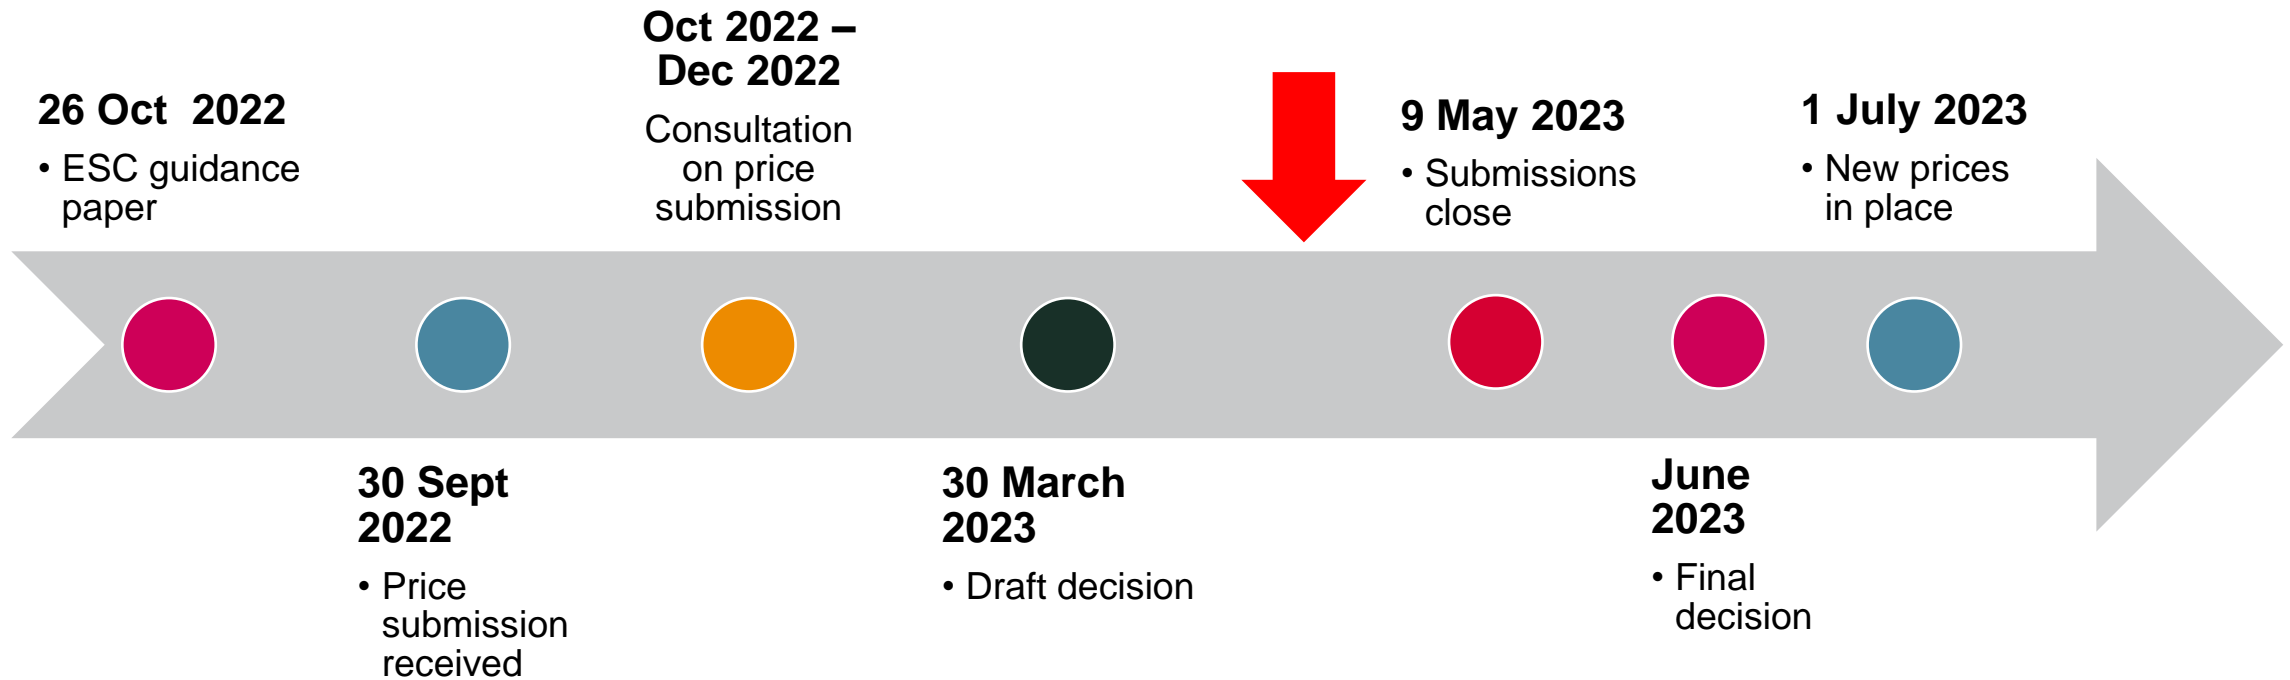 26 Oct  2022
• ESC guidance
paper
30 Sept
2022
• Price
submission
received
Oct 2022 –
Dec 2022
Consultation
on price
submission
30 March
2023
• Draft decision
9 May 2023
• Submissions
close
June
2023
• Final
decision
1 July 2023
• New prices
in place